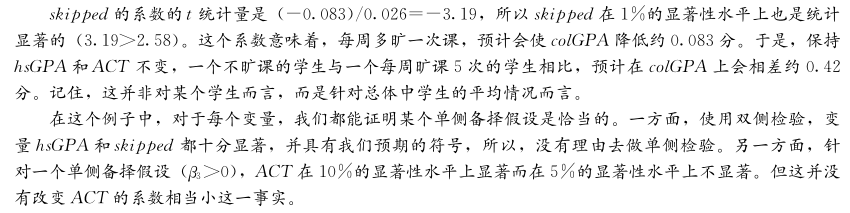 skipped 的系数的 t 统计量是（－0.083)/0.026＝－3.19，所以 skipped 在 1%的显著性水平上也是统计
显著的（3.19＞2.58）。这个系数意味着，每周多旷一次课，预计会使 colGPA 降低约 0.083 分。于是，保持
hsGPA 和 ACT 不变，一个不旷课的学生与一个每周旷课 5 次的学生相比，预计在 colGPA 上会相差约 0.42
分。记住，这并非对某个学生而言，而是针对总体中学生的平均情况而言。
在这个例子中，对于每个变量，我们都能证明某个单侧备择假设是恰当的。一方面，使用双侧检验，变
量 hsGPA 和 skipped 都十分显著，并具有我们预期的符号，所以，没有理由去做单侧检验。另一方面，针
对一个单侧备择假设（β₃＞0），ACT 在 10%的显著性水平上显著而在 5%的显著性水平上不显著。但这并没
有改变 ACT 的系数相当小这一事实。